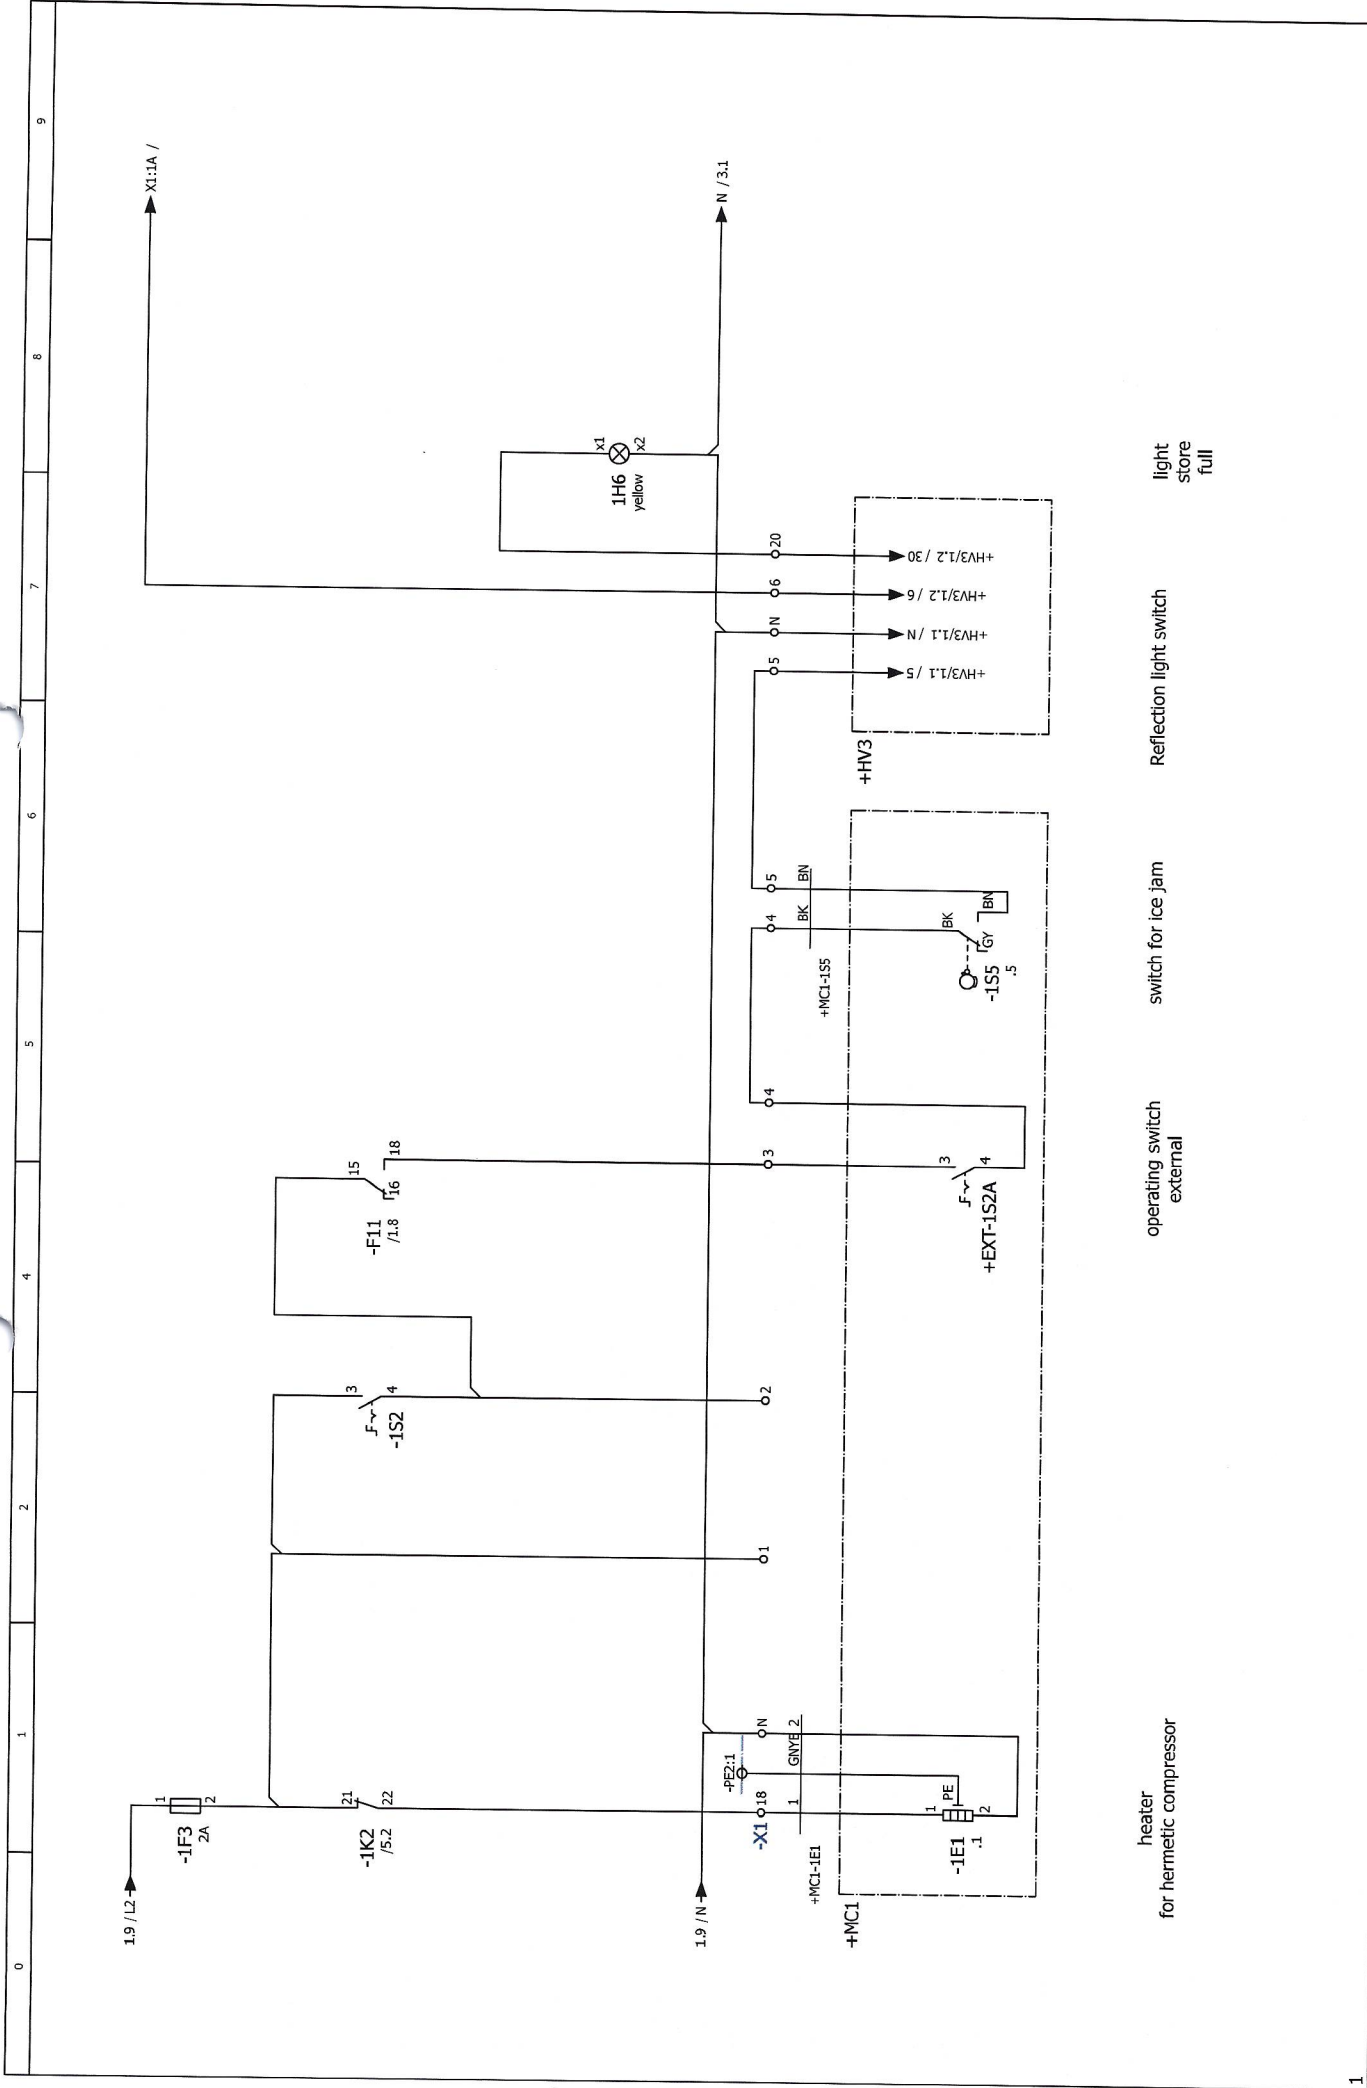 0
1
2
4
5
6
7
8
9
1.9 / L2
X1:1A /
-1F3
2A
1
2
-1K2
/5.2
21
22
-1S2
3
4
-F11
/1.8
15
16
18
1H6
yellow
x1
x2
1.9 / N
N / 3.1
-PE2:1
-X1
18
N
1
2
3
4
4
5
5
N
6
20
+MC1-1E1
1
GNYE
2
+MC1-1S5
BK
BN
+MC1
-1E1
.1
1
2
PE
+EXT-1S2A
3
4
-1S5
.5
BK
GY
BN
+HV3
+HV3/1.1 / 5
+HV3/1.1 / N
+HV3/1.2 / 6
+HV3/1.2 / 30
heater
for hermetic compressor
operating switch
external
switch for ice jam
Reflection light switch
light
store
full
1